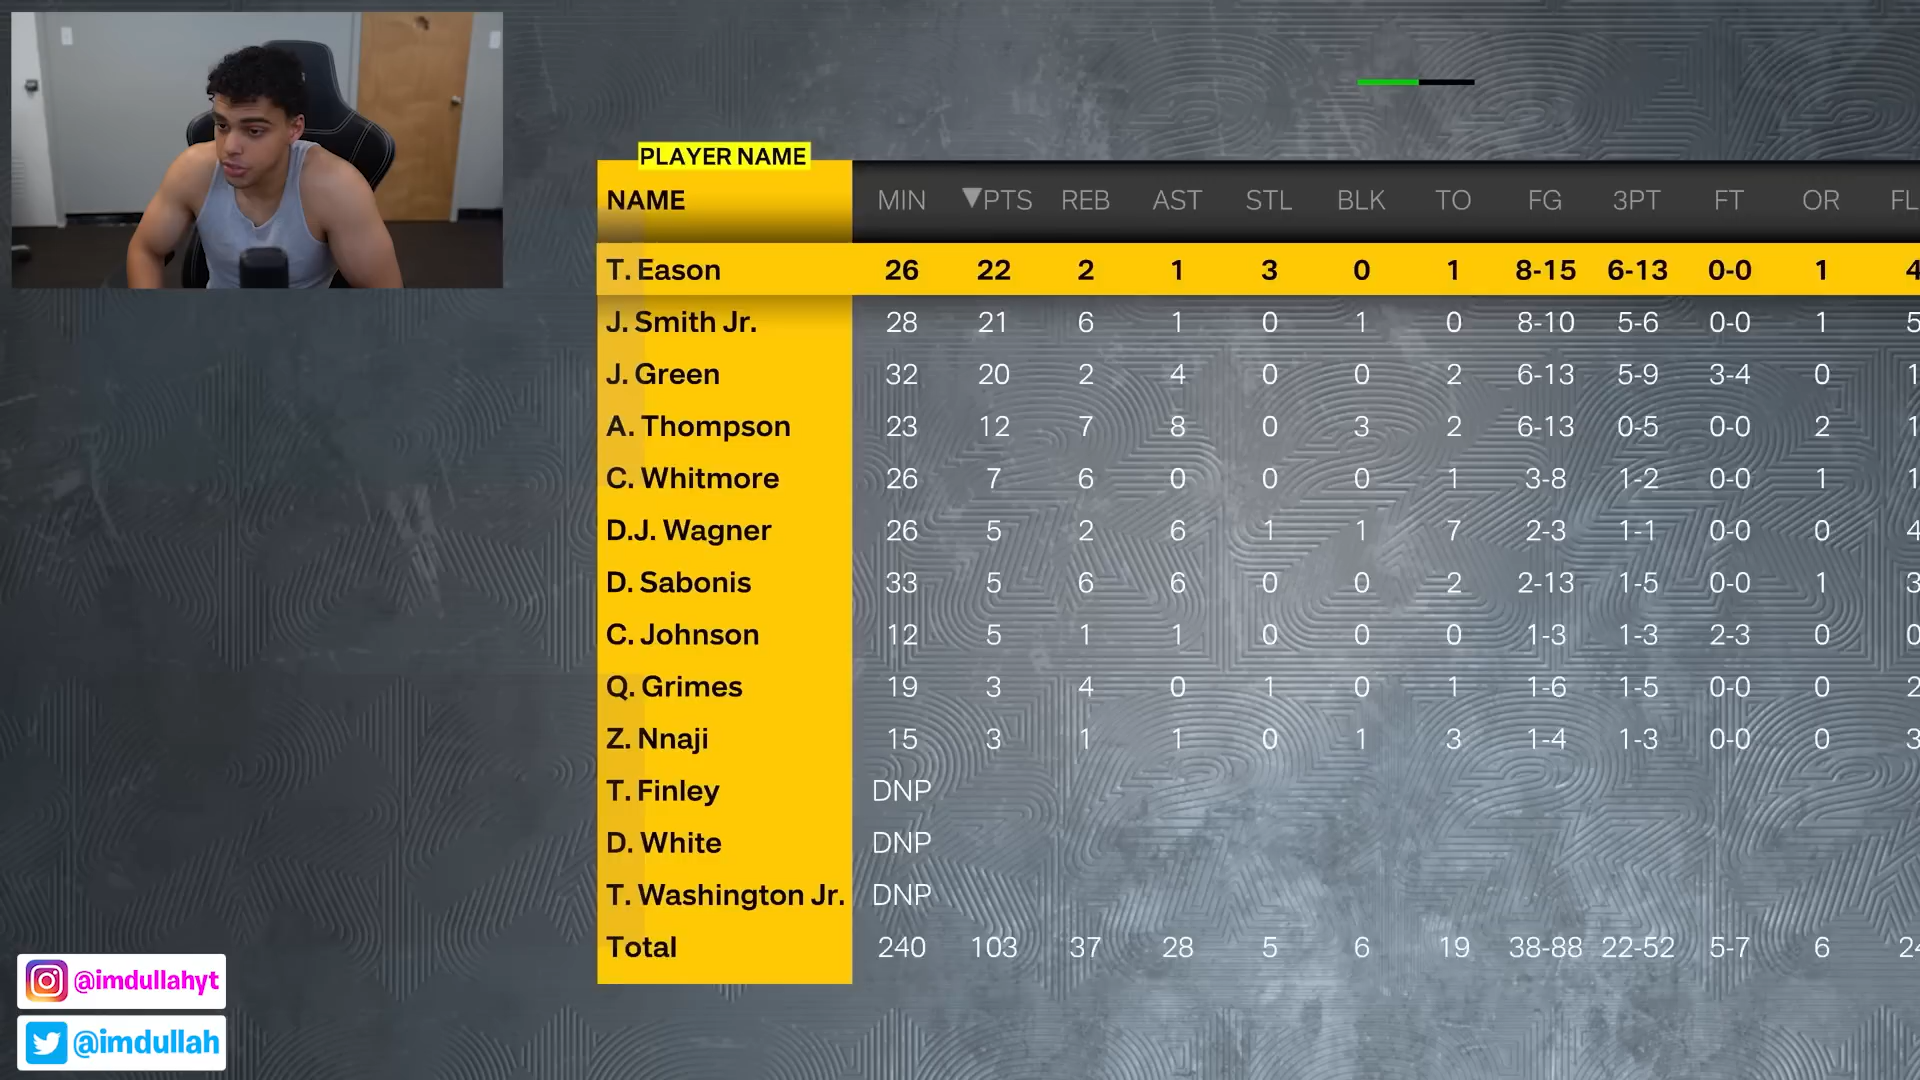 PLAYER NAME
NAME MIN ▼PTS REB AST STL BLK TO FG 3PT FT OR FL
T. Eason 26 22 2 1 3 0 1 8-15 6-13 0-0 1 4
J. Smith Jr. 28 21 6 1 0 1 0 8-10 5-6 0-0 1 5
J. Green 32 20 2 4 0 0 2 6-13 5-9 3-4 0 1
A. Thompson 23 12 7 8 0 3 2 6-13 0-5 0-0 2 1
C. Whitmore 26 7 6 0 0 0 1 3-8 1-2 0-0 1 1
D.J. Wagner 26 5 2 6 1 1 7 2-3 1-1 0-0 0 4
D. Sabonis 33 5 6 6 0 0 2 2-13 1-5 0-0 1 3
C. Johnson 12 5 1 1 0 0 0 1-3 1-3 2-3 0 0
Q. Grimes 19 3 4 0 1 0 1 1-6 1-5 0-0 0 2
Z. Nnaji 15 3 1 1 0 1 3 1-4 1-3 0-0 0 3
T. Finley DNP
D. White DNP
T. Washington Jr. DNP
Total 240 103 37 28 5 6 19 38-88 22-52 5-7 6 24
@imdullahyt
@imdullah